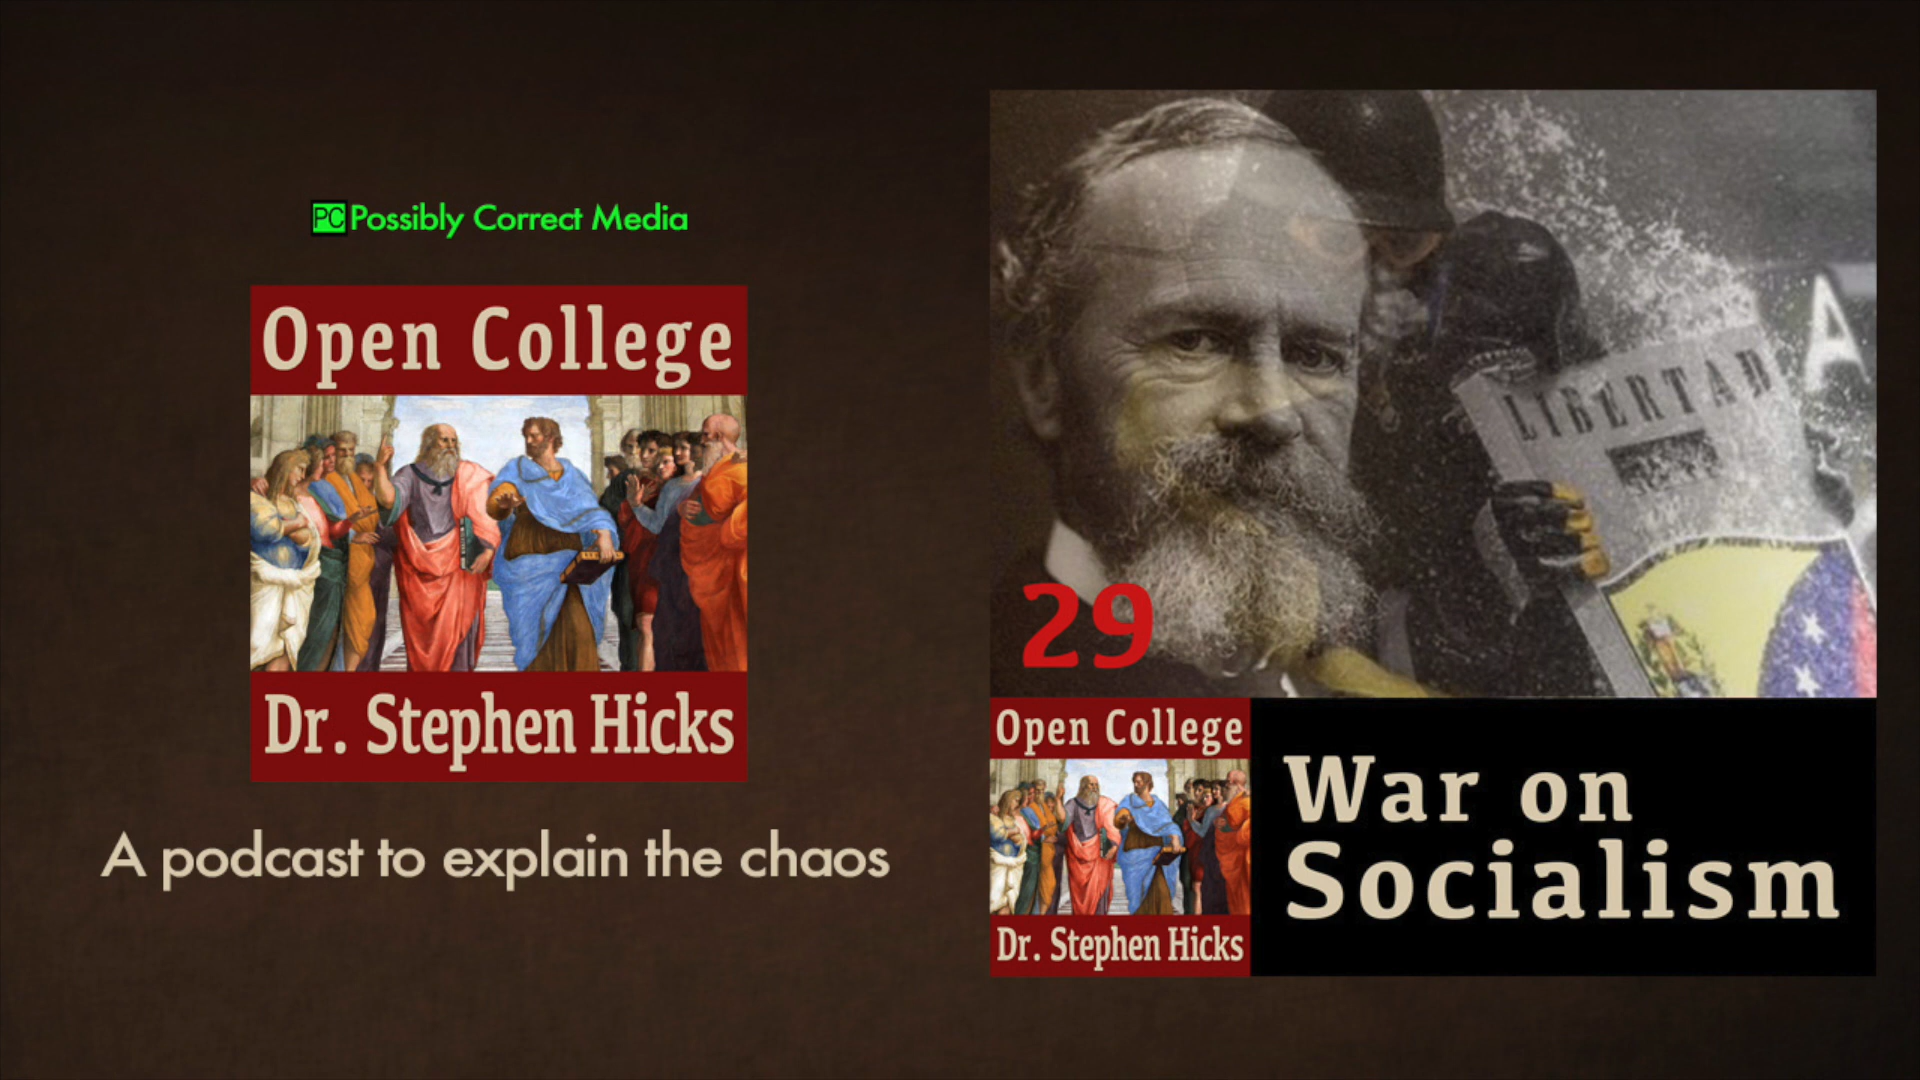 PC Possibly Correct Media
Open College
Dr. Stephen Hicks
A podcast to explain the chaos
LIBERTAD
A
29
Open College
Dr. Stephen Hicks
War on
Socialism